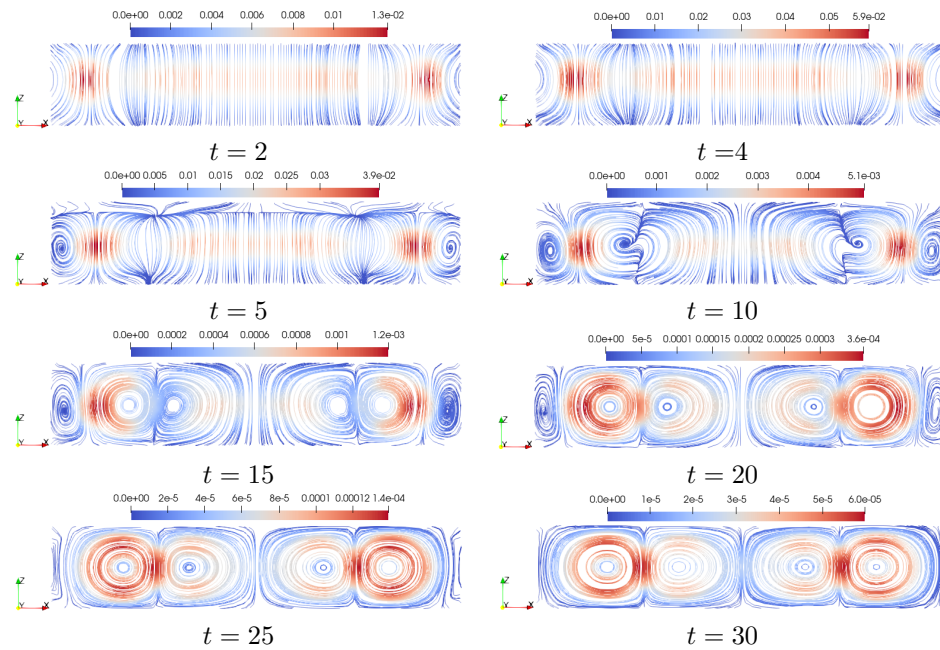 0.0e+00 0.002 0.004 0.006 0.008 0.01 1.3e-02
0.0e+00 0.01 0.02 0.03 0.04 0.05 5.9e-02
Z
Y X
Z
Y X
t = 2
t =4
0.0e+00 0.005 0.01 0.015 0.02 0.025 0.03 3.9e-02
0.0e+00 0.001 0.002 0.003 0.004 5.1e-03
Z
Y X
Z
Y X
t = 5
t = 10
0.0e+00 0.0002 0.0004 0.0006 0.0008 0.001 1.2e-03
0.0e+00 5e-5 0.0001 0.00015 0.0002 0.00025 0.0003 3.6e-04
Z
Y X
Z
Y X
t = 15
t = 20
0.0e+00 2e-5 4e-5 6e-5 8e-5 0.0001 0.00012 1.4e-04
0.0e+00 1e-5 2e-5 3e-5 4e-5 5e-5 6.0e-05
Z
Y X
Z
Y X
t = 25
t = 30